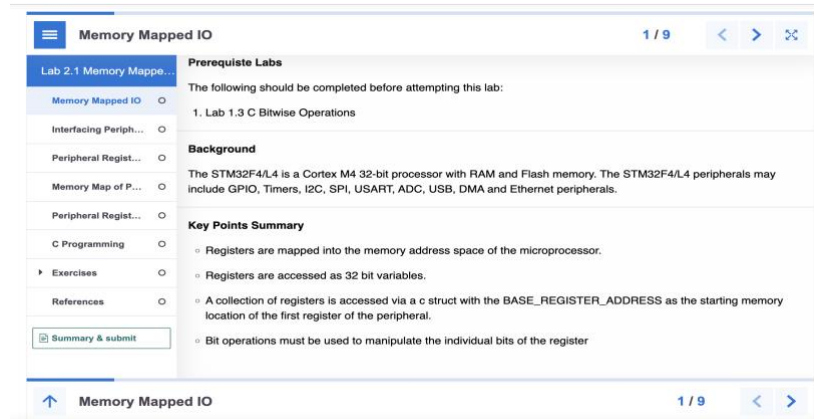 Memory Mapped IO
1 / 9
Lab 2.1 Memory Mappe...
Memory Mapped IO
Interfacing Periph...
Peripheral Regist...
Memory Map of P...
Peripheral Regist...
C Programming
Exercises
References
Summary & submit
Prerequiste Labs
The following should be completed before attempting this lab:
1. Lab 1.3 C Bitwise Operations
Background
The STM32F4/L4 is a Cortex M4 32-bit processor with RAM and Flash memory. The STM32F4/L4 peripherals may
include GPIO, Timers, I2C, SPI, USART, ADC, USB, DMA and Ethernet peripherals.
Key Points Summary
◦ Registers are mapped into the memory address space of the microprocessor.
◦ Registers are accessed as 32 bit variables.
◦ A collection of registers is accessed via a c struct with the BASE_REGISTER_ADDRESS as the starting memory
location of the first register of the peripheral.
◦ Bit operations must be used to manipulate the individual bits of the register
Memory Mapped IO
1 / 9